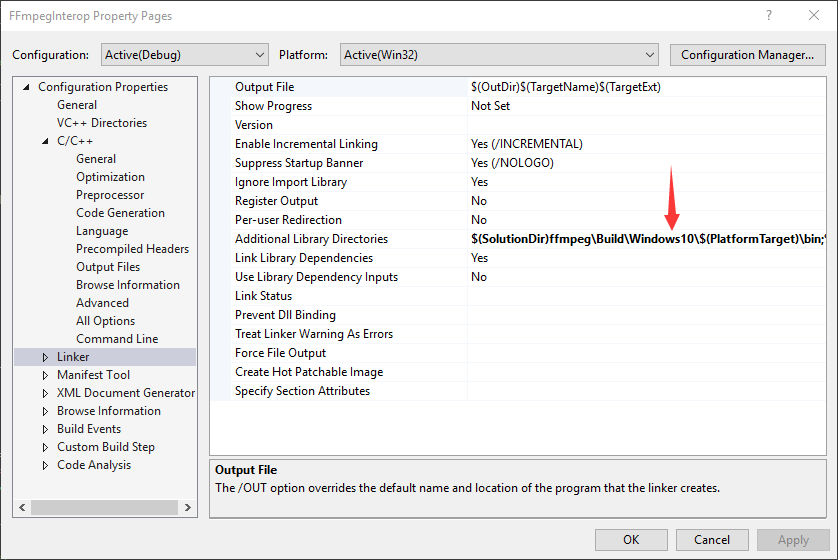 FFmpegInterop Property Pages
Configuration: Active(Debug) Platform: Active(Win32) Configuration Manager...
Configuration Properties
General
VC++ Directories
C/C++
General
Optimization
Preprocessor
Code Generation
Language
Precompiled Headers
Output Files
Browse Information
Advanced
All Options
Command Line
Linker
Manifest Tool
XML Document Generator
Browse Information
Build Events
Custom Build Step
Code Analysis
Output File $(OutDir)$(TargetName)$(TargetExt)
Show Progress Not Set
Version
Enable Incremental Linking Yes (/INCREMENTAL)
Suppress Startup Banner Yes (/NOLOGO)
Ignore Import Library Yes
Register Output No
Per-user Redirection No
Additional Library Directories $(SolutionDir)ffmpeg\Build\Windows10\$(PlatformTarget)\bin;
Link Library Dependencies Yes
Use Library Dependency Inputs No
Link Status
Prevent Dll Binding
Treat Linker Warning As Errors
Force File Output
Create Hot Patchable Image
Specify Section Attributes
Output File
The /OUT option overrides the default name and location of the program that the linker creates.
OK Cancel Apply